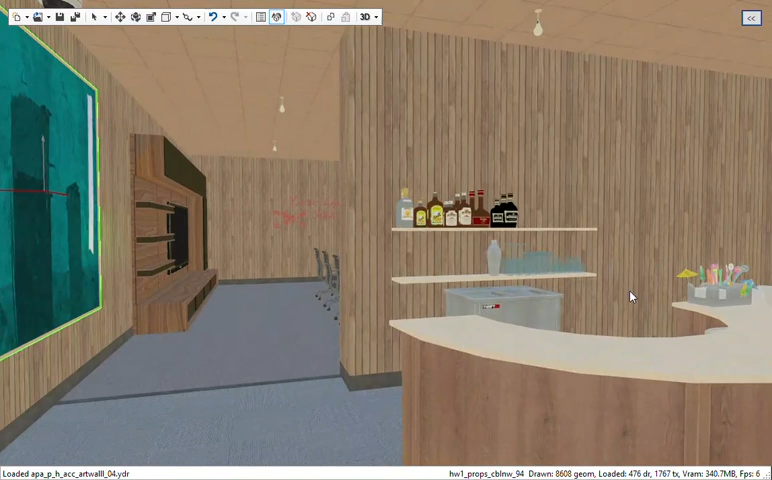 3D
<<
Loaded apa_p_h_acc_artwalll_04.ydr
hw1_props_cblnw_94 Drawn: 8608 geom, Loaded: 476 dr, 1767 tx, Vram: 340.7MB, Fps: 6